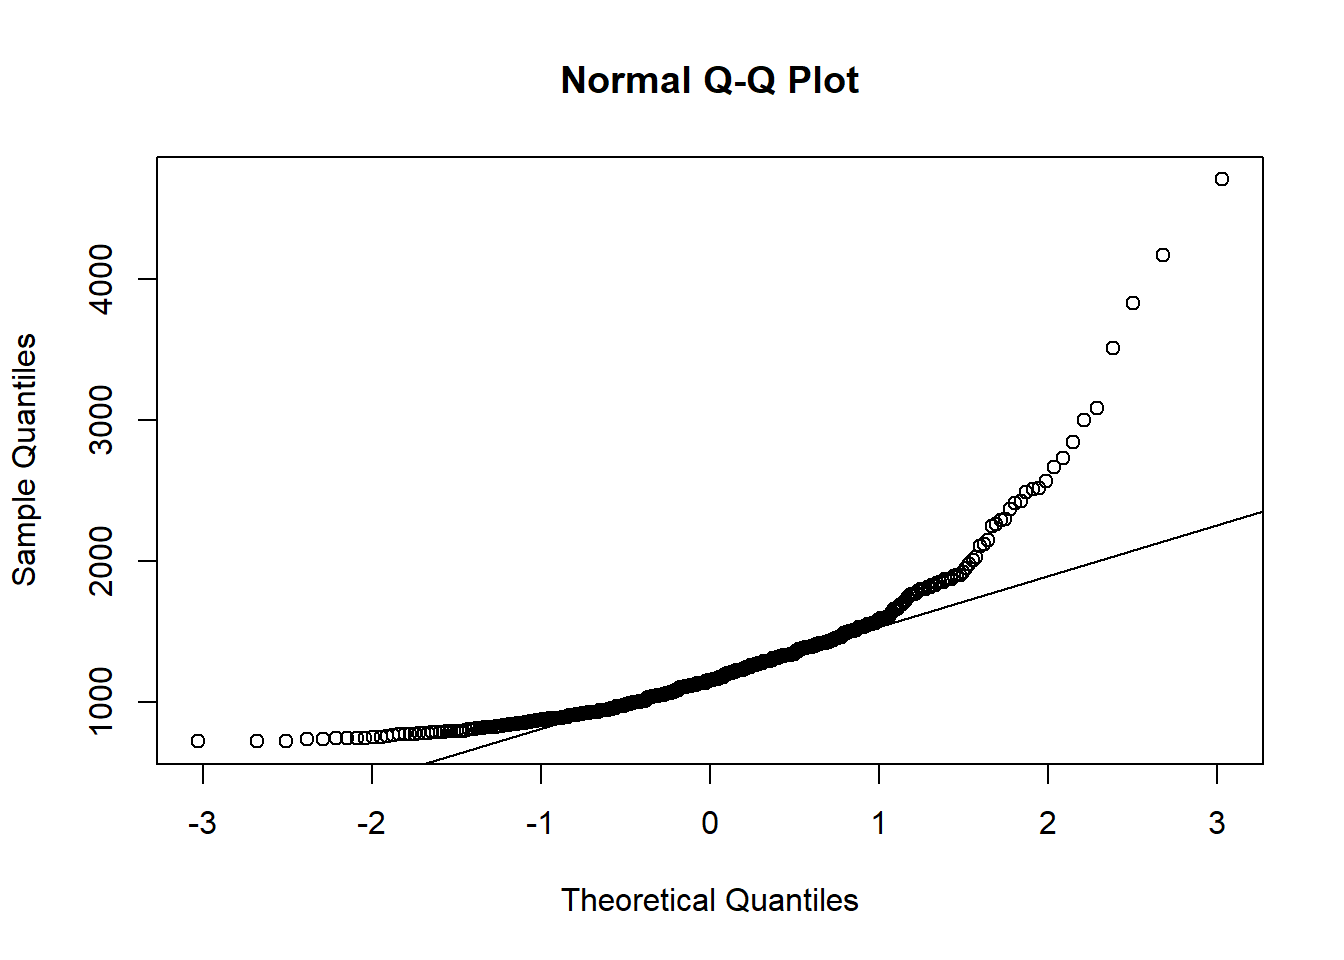 Normal Q-Q Plot
Sample Quantiles
4000
3000
2000
1000
-3 -2 -1 0 1 2 3
Theoretical Quantiles